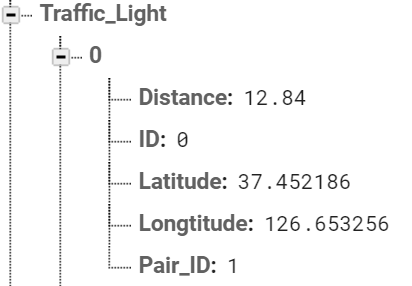 Traffic_Light
0
Distance: 12.84
ID: 0
Latitude: 37.452186
Longtitude: 126.653256
Pair_ID: 1